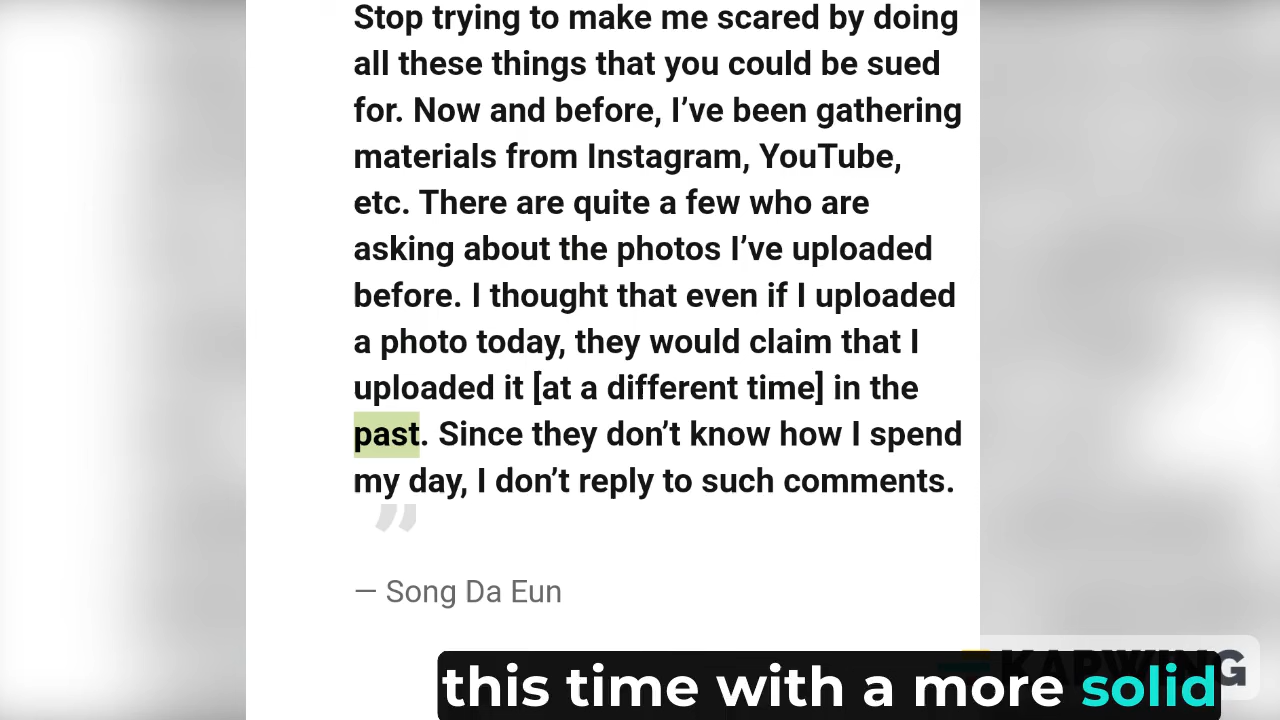 Stop trying to make me scared by doing
all these things that you could be sued
for. Now and before, I’ve been gathering
materials from Instagram, YouTube,
etc. There are quite a few who are
asking about the photos I’ve uploaded
before. I thought that even if I uploaded
a photo today, they would claim that I
uploaded it [at a different time] in the
past. Since they don’t know how I spend
my day, I don’t reply to such comments.
”
— Song Da Eun
KAPWING
this time with a more solid